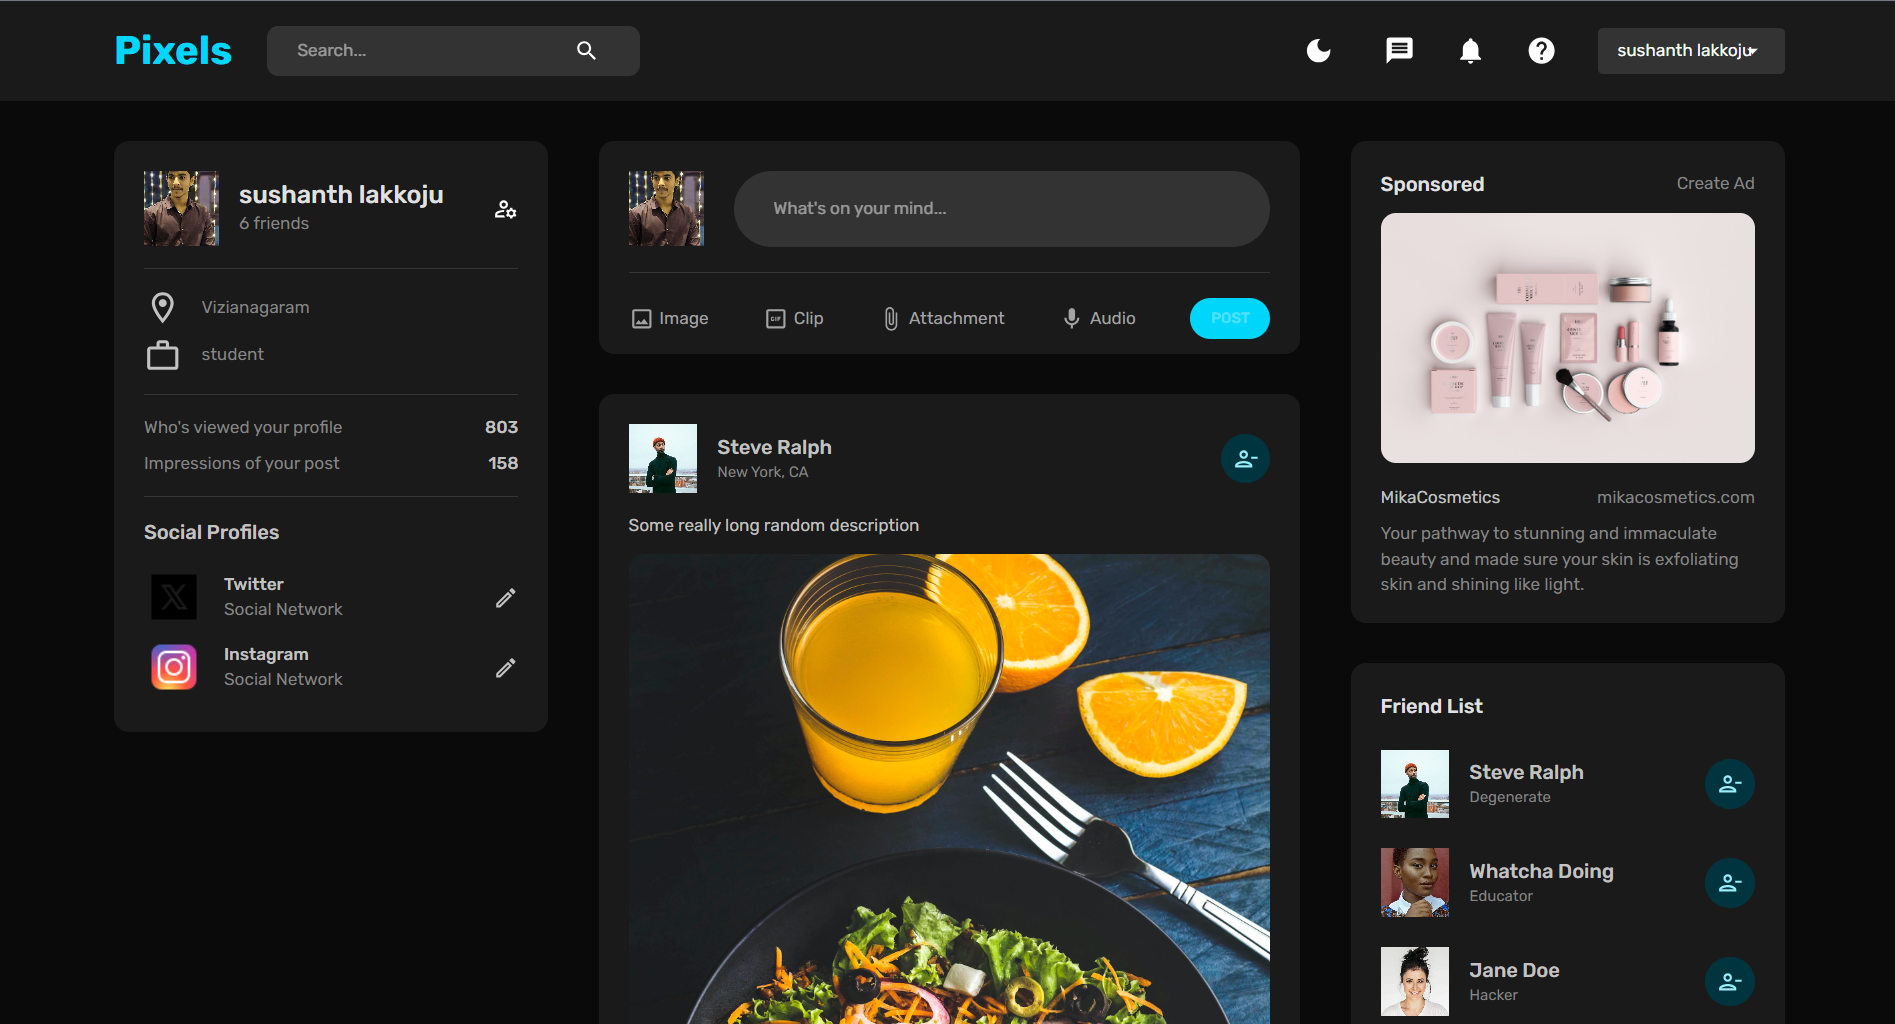 Pixels
Search...
sushanth lakkoju
sushanth lakkoju
6 friends
Vizianagaram
student
Who's viewed your profile 803
Impressions of your post 158
Social Profiles
Twitter
Social Network
Instagram
Social Network
What's on your mind...
Image
GIF
Clip
Attachment
Audio
POST
Steve Ralph
New York, CA
Some really long random description
Sponsored
Create Ad
MikaCosmetics
mikacosmetics.com
Your pathway to stunning and immaculate
beauty and made sure your skin is exfoliating
skin and shining like light.
Friend List
Steve Ralph
Degenerate
Whatcha Doing
Educator
Jane Doe
Hacker